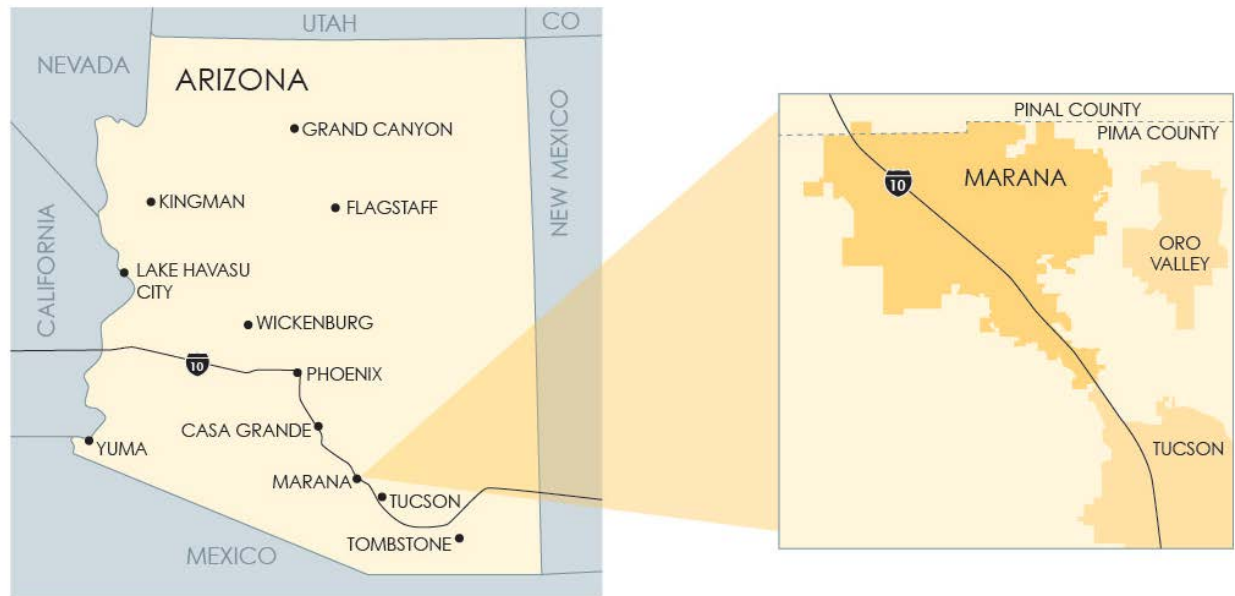 UTAH
CO
NEVADA
ARIZONA
GRAND CANYON
NEW MEXICO
KINGMAN
FLAGSTAFF
CALIFORNIA
LAKE HAVASU
CITY
WICKENBURG
10
PHOENIX
CASA GRANDE
YUMA
MARANA
TUCSON
TOMBSTONE
MEXICO
PINAL COUNTY
PIMA COUNTY
MARANA
10
ORO
VALLEY
TUCSON